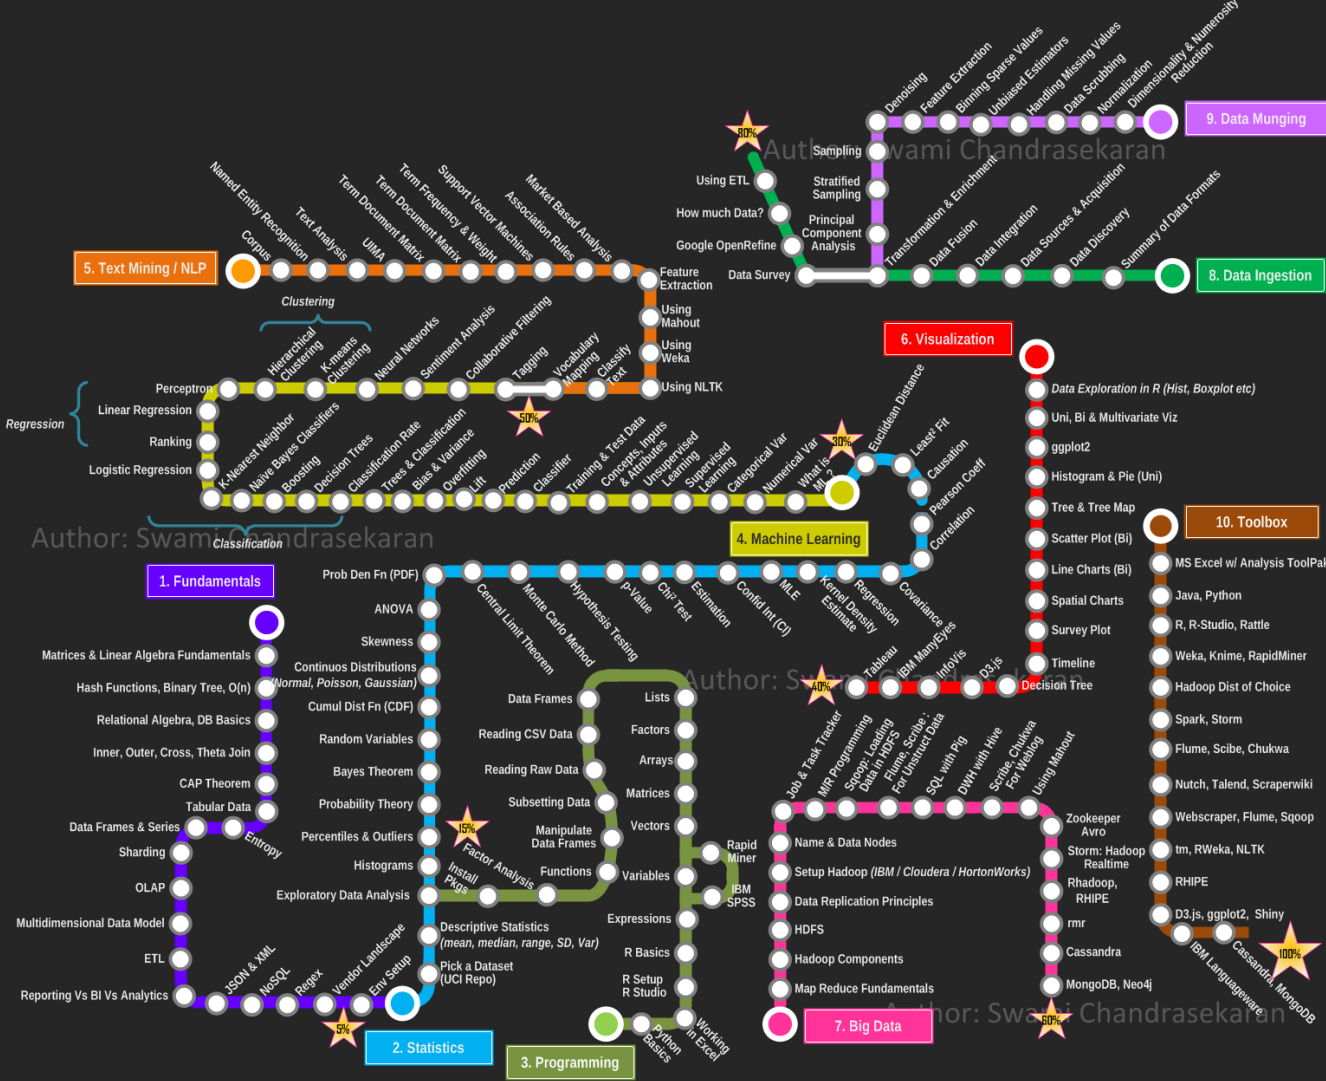 Denoising
Feature Extraction
Binning Sparse Values
Unbiased Estimators
Handling Missing Values
Data Scrubbing
Normalization
Dimensionality & Numerosity
Reduction
9. Data Munging
80%
Author: Swami Chandrasekaran
Sampling
Stratified
Sampling
Principal
Component
Analysis
Using ETL
How much Data?
Google OpenRefine
Data Survey
Transformation & Enrichment
Data Fusion
Data Integration
Data Sources & Acquisition
Data Discovery
Summary of Data Formats
8. Data Ingestion
5. Text Mining / NLP
Corpus
Named Entity Recognition
Text Analysis
UIMA
Term Document Matrix
Term Document Matrix
Term Frequency & Weight
Support Vector Machines
Association Rules
Market Based Analysis
Feature
Extraction
Using
Mahout
Using
Weka
Using NLTK
Classify
Text
Vocabulary
Mapping
Tagging
50%
Collaborative Filtering
Sentiment Analysis
Neural Networks
Clustering
K-means
Clustering
Hierarchical
Clustering
Perceptron
Regression
Linear Regression
Ranking
Logistic Regression
K-Nearest Neighbor
Naive Bayes Classifiers
Boosting
Decision Trees
Classification Rate
Trees & Classification
Bias & Variance
Overfitting
Lift
Prediction
Classifier
Training & Test Data
Concepts, Inputs
& Attributes
Unsupervised
Learning
Supervised
Learning
Categorical Var
Numerical Var
What is
ML?
30%
Classification
Author: Swami Chandrasekaran
4. Machine Learning
Euclidean Distance
Least² Fit
Causation
Pearson Coeff
Correlation
Covariance
Regression
Kernel Density
Estimate
MLE
Confid Int (CI)
Estimation
Chi² Test
p-Value
Hypothesis Testing
Monte Carlo Method
Central Limit Theorem
Prob Den Fn (PDF)
ANOVA
Skewness
Continuos Distributions
(Normal, Poisson, Gaussian)
Cumul Dist Fn (CDF)
Random Variables
Bayes Theorem
Probability Theory
Percentiles & Outliers
Histograms
Exploratory Data Analysis
Descriptive Statistics
(mean, median, range, SD, Var)
Pick a Dataset
(UCI Repo)
2. Statistics
1. Fundamentals
Matrices & Linear Algebra Fundamentals
Hash Functions, Binary Tree, O(n)
Relational Algebra, DB Basics
Inner, Outer, Cross, Theta Join
CAP Theorem
Tabular Data
Entropy
Data Frames & Series
Sharding
OLAP
Multidimensional Data Model
ETL
Reporting Vs BI Vs Analytics
JSON & XML
NoSQL
Regex
Vendor Landscape
Env Setup
5%
15%
Install
Pkgs
Factor Analysis
Functions
Manipulate
Data Frames
Subsetting Data
Reading Raw Data
Reading CSV Data
Data Frames
Lists
Factors
Arrays
Matrices
Vectors
Variables
Rapid
Miner
IBM
SPSS
Expressions
R Basics
R Setup
R Studio
Working
in Excel
Python
Basics
3. Programming
6. Visualization
Data Exploration in R (Hist, Boxplot etc)
Uni, Bi & Multivariate Viz
ggplot2
Histogram & Pie (Uni)
Tree & Tree Map
Scatter Plot (Bi)
Line Charts (Bi)
Spatial Charts
Survey Plot
Timeline
Decision Tree
D3.js
InfoVis
IBM ManyEyes
Tableau
40%
Author: Swami Chandrasekaran
Job & Task Tracker
M/R Programming
Sqoop: Loading
Data in HDFS
Flume, Scribe :
For Unstruct Data
SQL with Pig
DWH with Hive
Scribe, Chukwa
For Weblog
Using Mahout
Zookeeper
Avro
Storm: Hadoop
Realtime
Rhadoop,
RHIPE
rmr
Cassandra
MongoDB, Neo4j
60%
Name & Data Nodes
Setup Hadoop (IBM / Cloudera / HortonWorks)
Data Replication Principles
HDFS
Hadoop Components
Map Reduce Fundamentals
7. Big Data
Author: Swami Chandrasekaran
10. Toolbox
MS Excel w/ Analysis ToolPak
Java, Python
R, R-Studio, Rattle
Weka, Knime, RapidMiner
Hadoop Dist of Choice
Spark, Storm
Flume, Scibe, Chukwa
Nutch, Talend, Scraperwiki
Webscraper, Flume, Sqoop
tm, RWeka, NLTK
RHIPE
D3.js, ggplot2, Shiny
IBM Languageware
Cassandra, MongoDB
100%